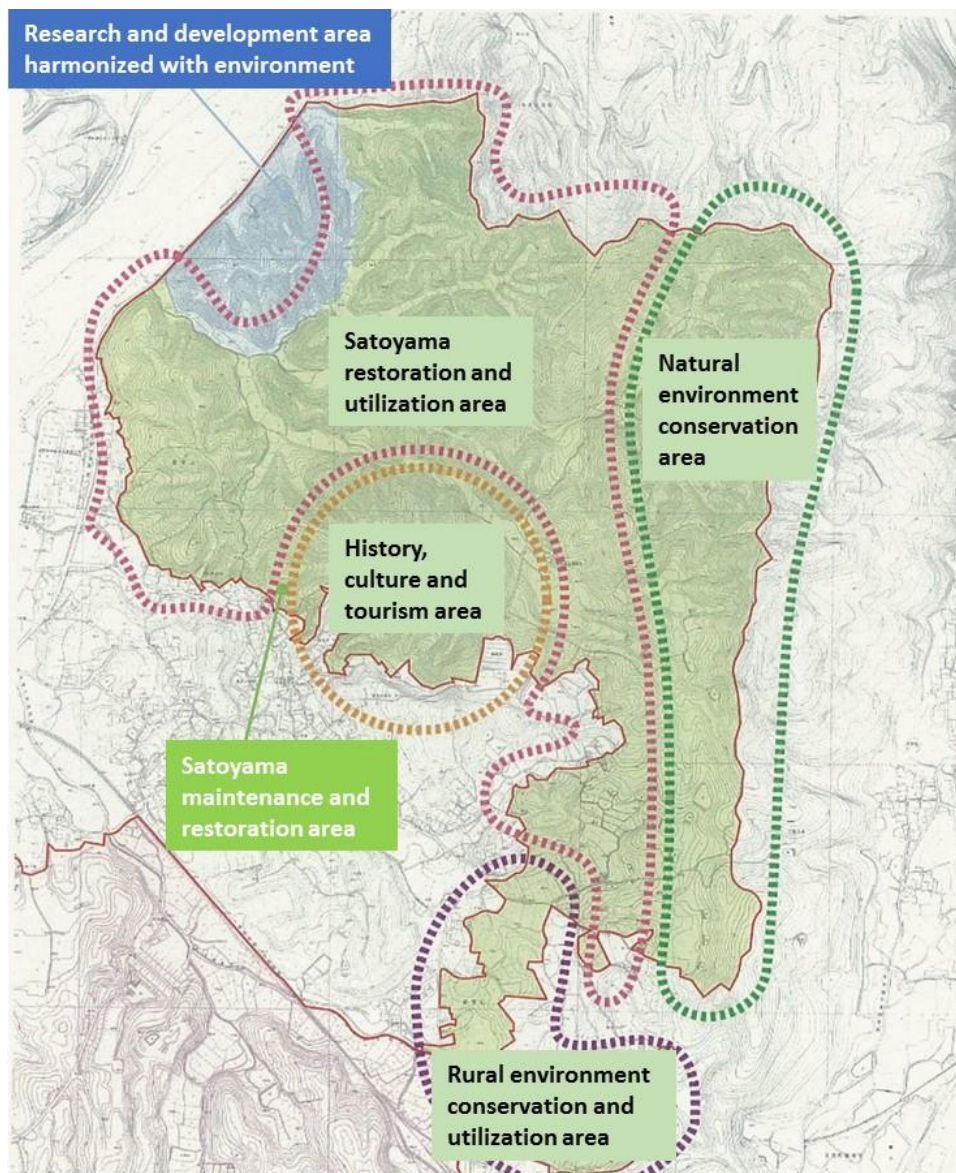 Research and development area
harmonized with environment
Satoyama
restoration and
utilization area
Natural
environment
conservation
area
History,
culture and
tourism area
Satoyama
maintenance and
restoration area
Rural environment
conservation and
utilization area